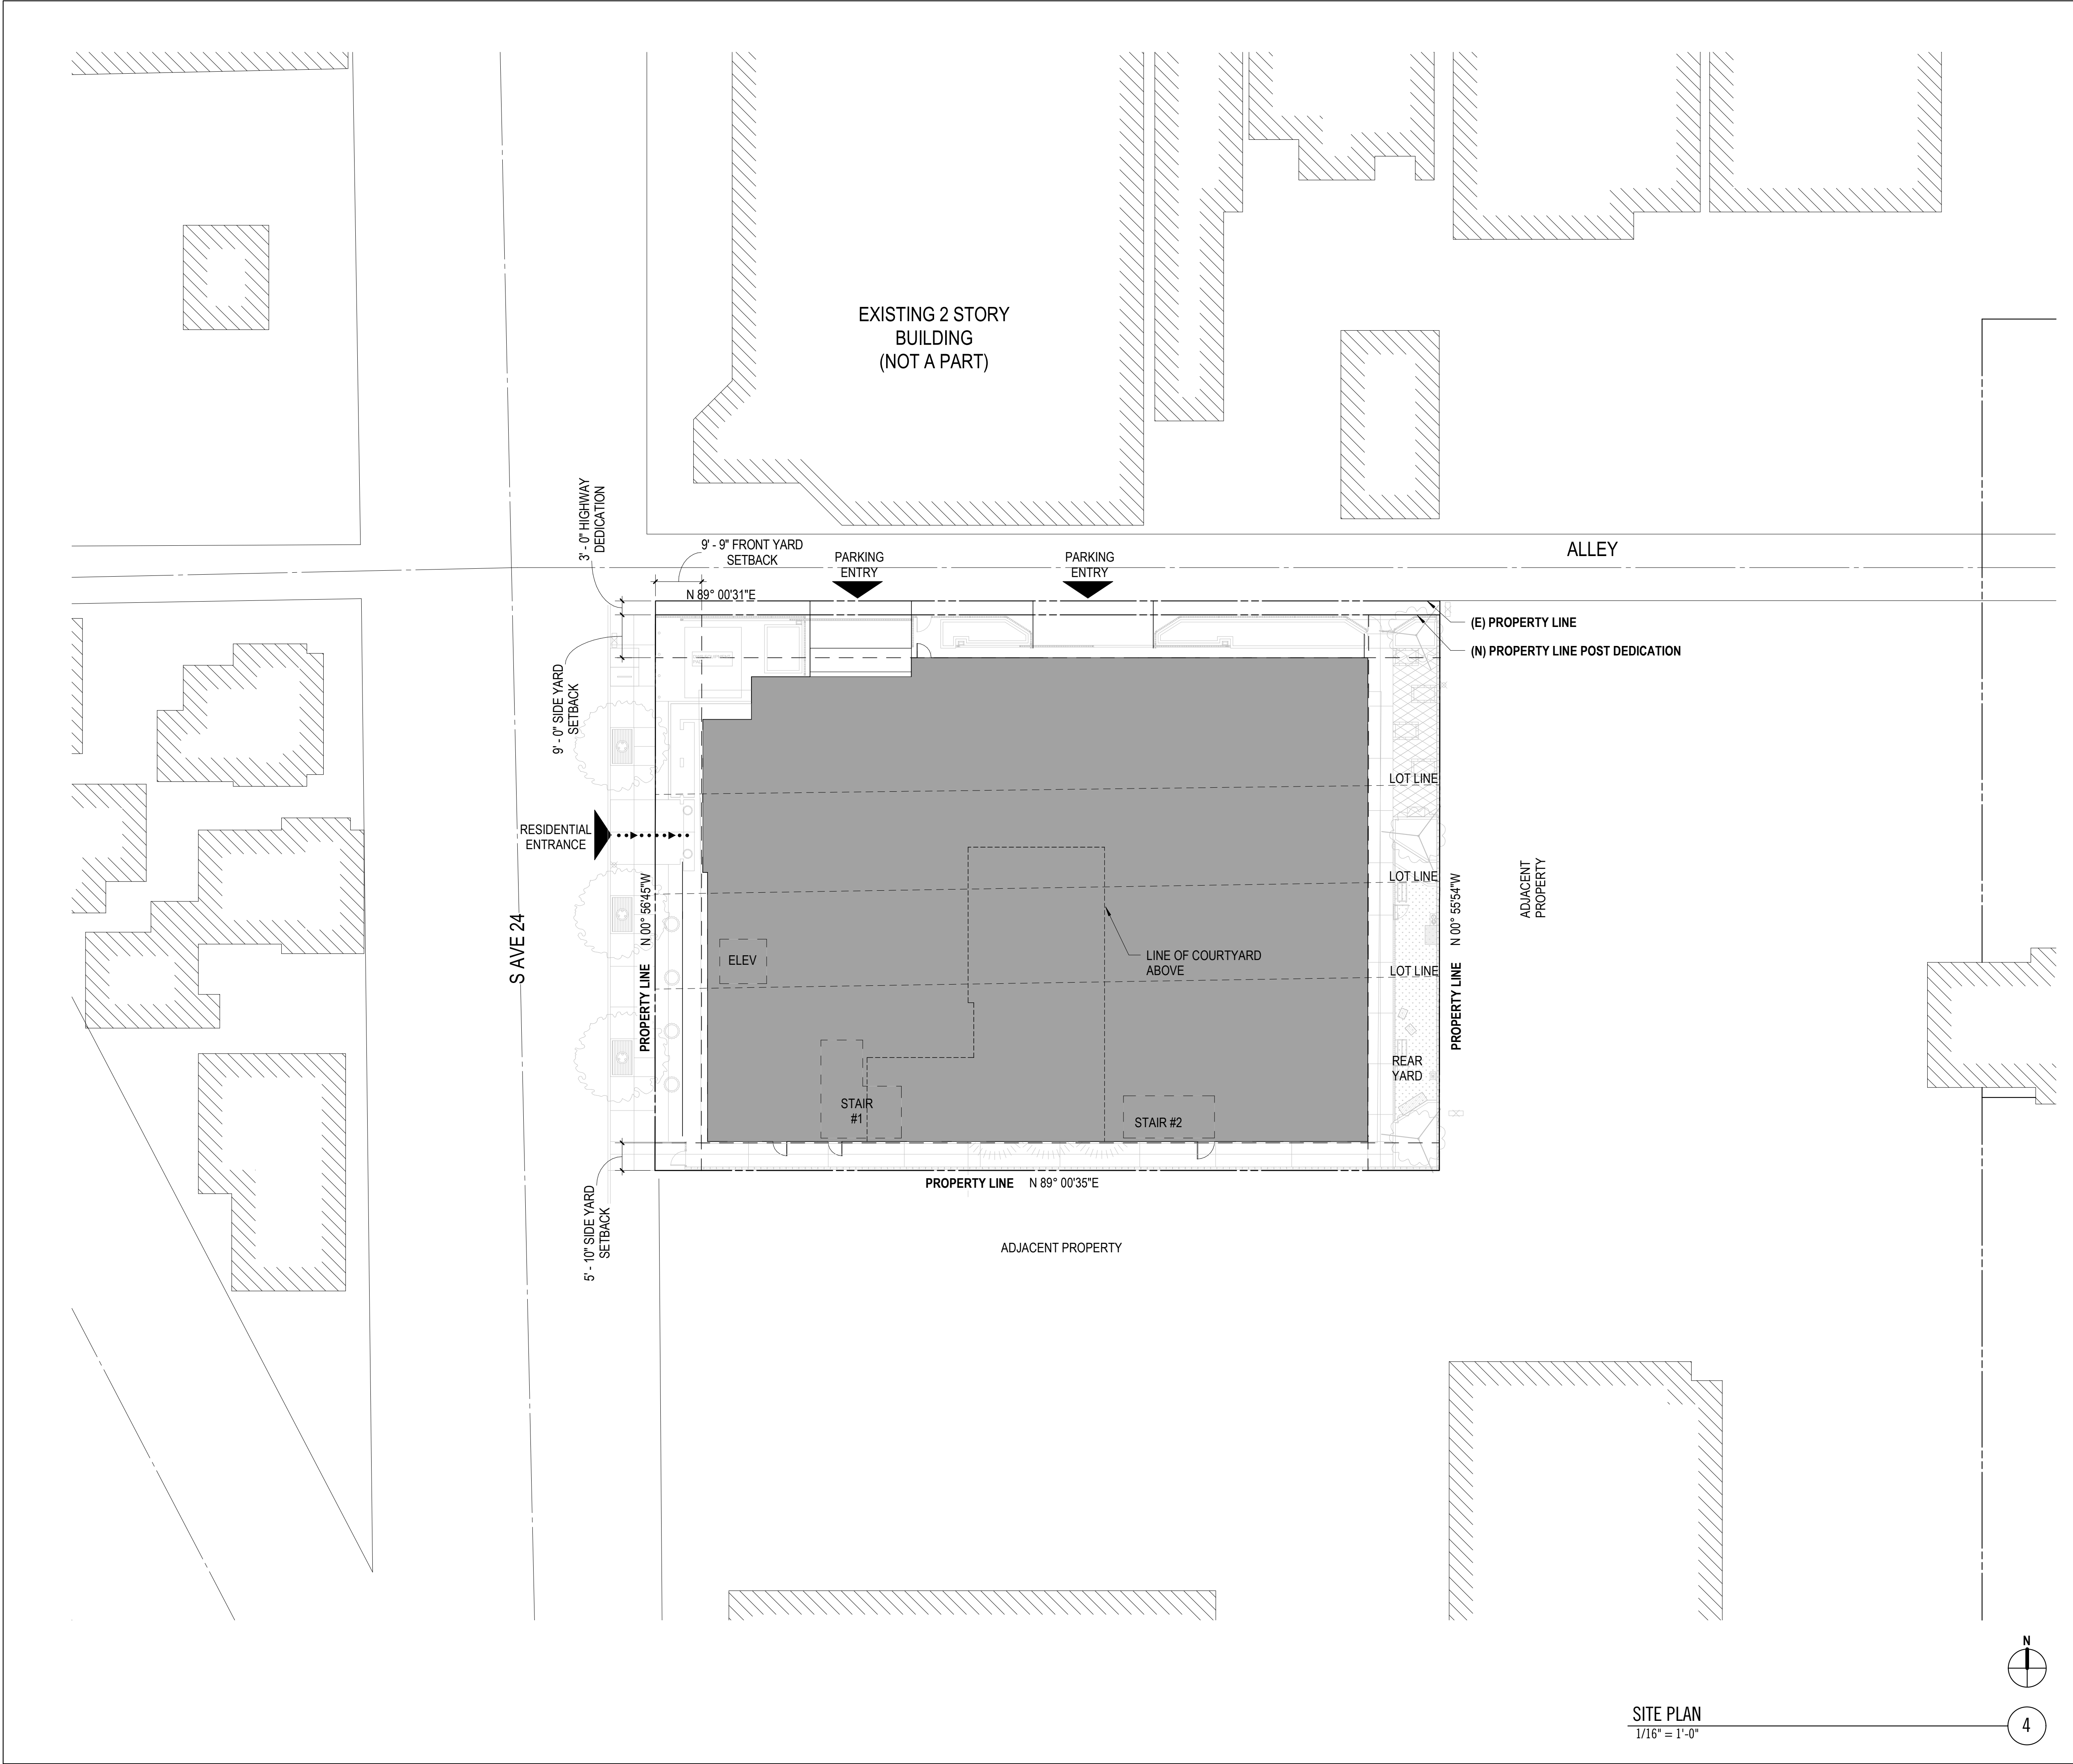 EXISTING 2 STORY
BUILDING
(NOT A PART)
3' - 0" HIGHWAY
DEDICATION
9' - 9" FRONT YARD
SETBACK
PARKING
ENTRY
PARKING
ENTRY
ALLEY
N 89° 00'31"E
(E) PROPERTY LINE
(N) PROPERTY LINE POST DEDICATION
9' - 0" SIDE YARD
SETBACK
LOT LINE
RESIDENTIAL
ENTRANCE
LOT LINE
ADJACENT
PROPERTY
S AVE 24
PROPERTY LINE N 00° 56'45"W
ELEV
LINE OF COURTYARD
ABOVE
LOT LINE
PROPERTY LINE N 00° 55'54"W
REAR
YARD
STAIR
#1
STAIR #2
PROPERTY LINE N 89° 00'35"E
5' - 10" SIDE YARD
SETBACK
ADJACENT PROPERTY
N
SITE PLAN
1/16" = 1'-0"
4